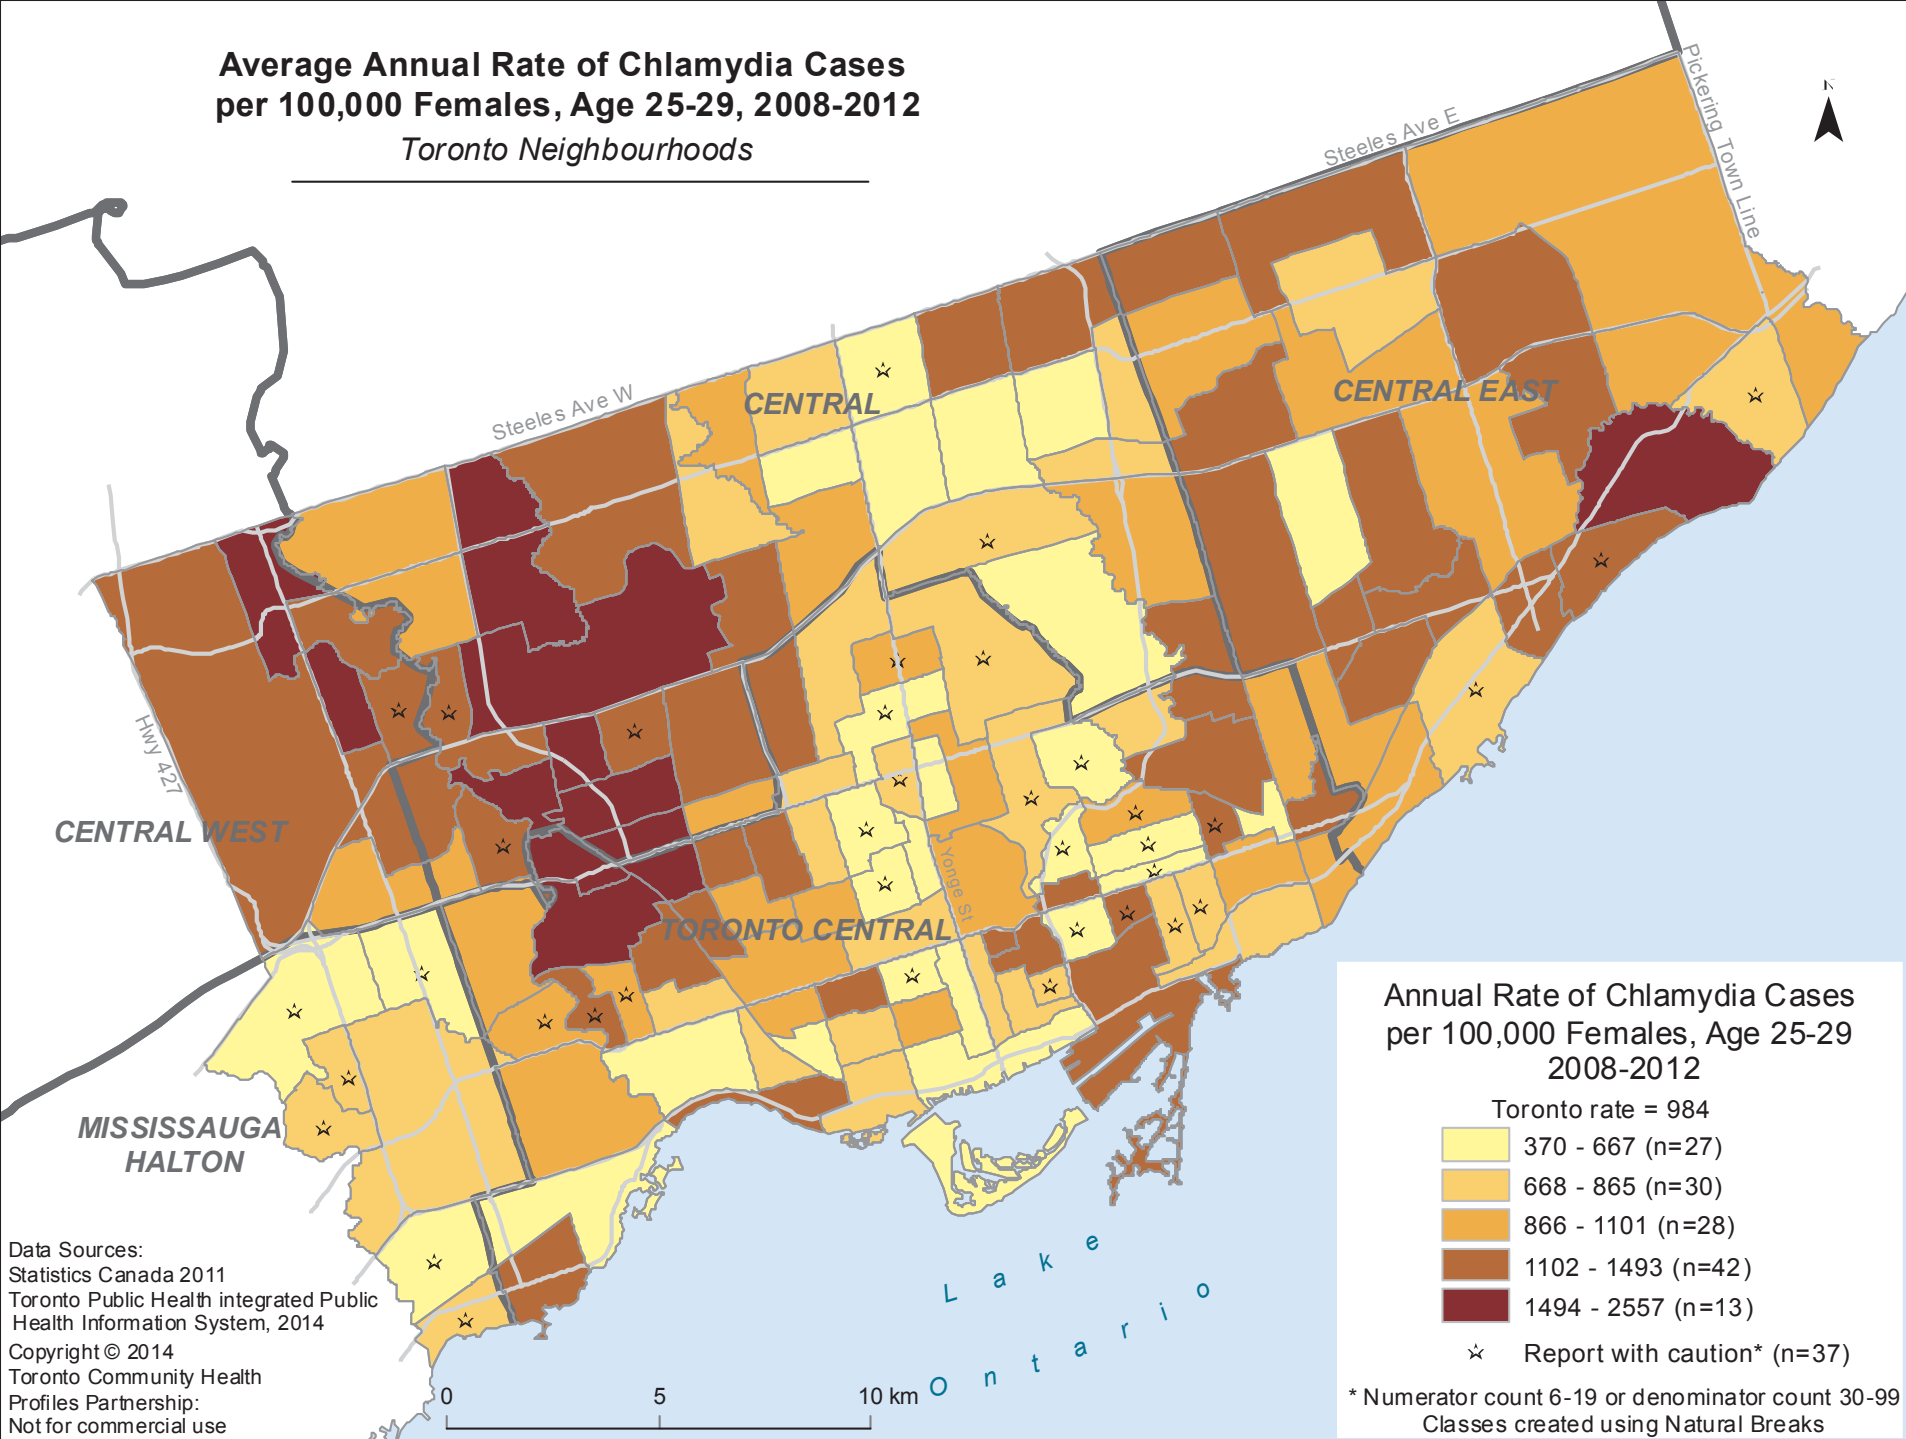 Average Annual Rate of Chlamydia Cases
per 100,000 Females, Age 25-29, 2008-2012
Toronto Neighbourhoods
N
Pickering Town Line
Steeles Ave E
Steeles Ave W
CENTRAL
CENTRAL EAST
Hwy 427
CENTRAL WEST
Yonge St
TORONTO CENTRAL
MISSISSAUGA
HALTON
Lake
Ontario
Annual Rate of Chlamydia Cases
per 100,000 Females, Age 25-29
2008-2012
Toronto rate = 984
370 - 667 (n=27)
668 - 865 (n=30)
866 - 1101 (n=28)
1102 - 1493 (n=42)
1494 - 2557 (n=13)
Report with caution* (n=37)
* Numerator count 6-19 or denominator count 30-99
Classes created using Natural Breaks
Data Sources:
Statistics Canada 2011
Toronto Public Health integrated Public
Health Information System, 2014
Copyright © 2014
Toronto Community Health
Profiles Partnership:
Not for commercial use
0 5 10 km